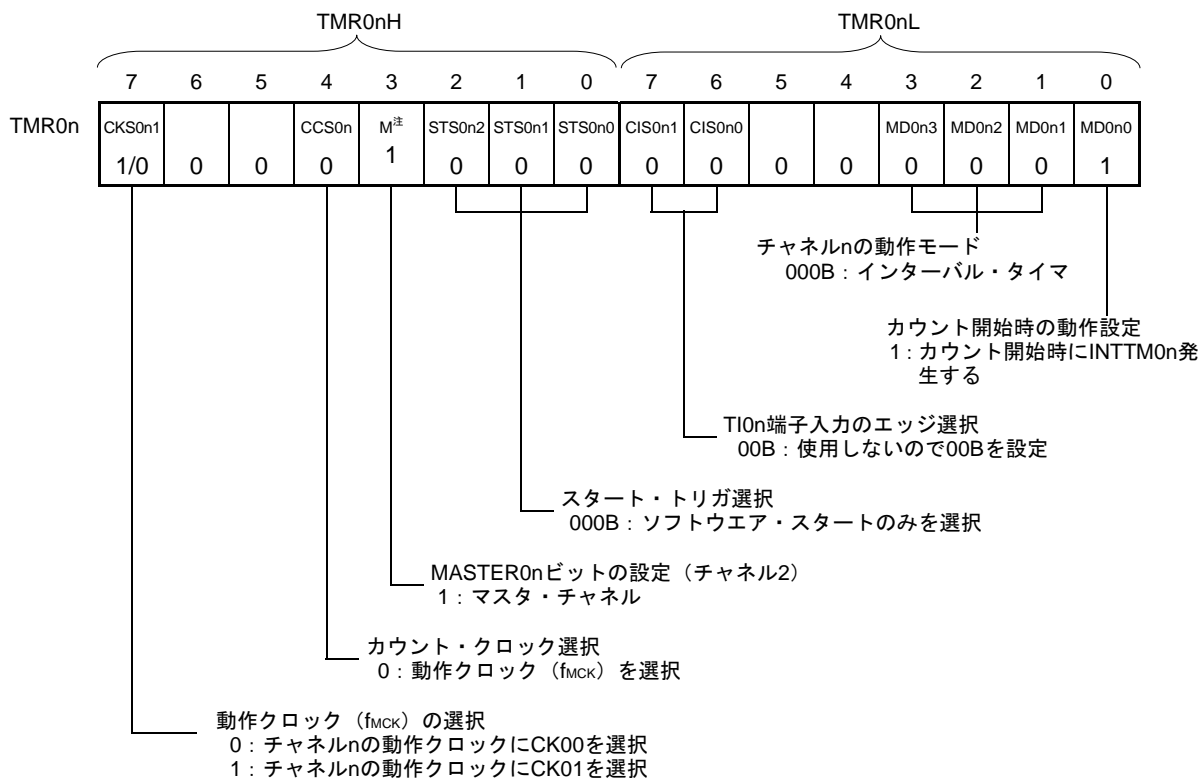 TMR0nH TMR0nL
7 6 5 4 3 2 1 0 7 6 5 4 3 2 1 0
TMR0n CKS0n1 CCS0n M注 STS0n2 STS0n1 STS0n0 CIS0n1 CIS0n0 MD0n3 MD0n2 MD0n1 MD0n0
1/0 0 0 0 1 0 0 0 0 0 0 0 0 0 0 1
チャネルnの動作モード
000B：インターバル・タイマ
カウント開始時の動作設定
1：カウント開始時にINTTM0n発
生する
TI0n端子入力のエッジ選択
00B：使用しないので00Bを設定
スタート・トリガ選択
000B：ソフトウエア・スタートのみを選択
MASTER0nビットの設定（チャネル2）
1：マスタ・チャネル
カウント・クロック選択
0：動作クロック（fMCK）を選択
動作クロック（fMCK）の選択
0：チャネルnの動作クロックにCK00を選択
1：チャネルnの動作クロックにCK01を選択